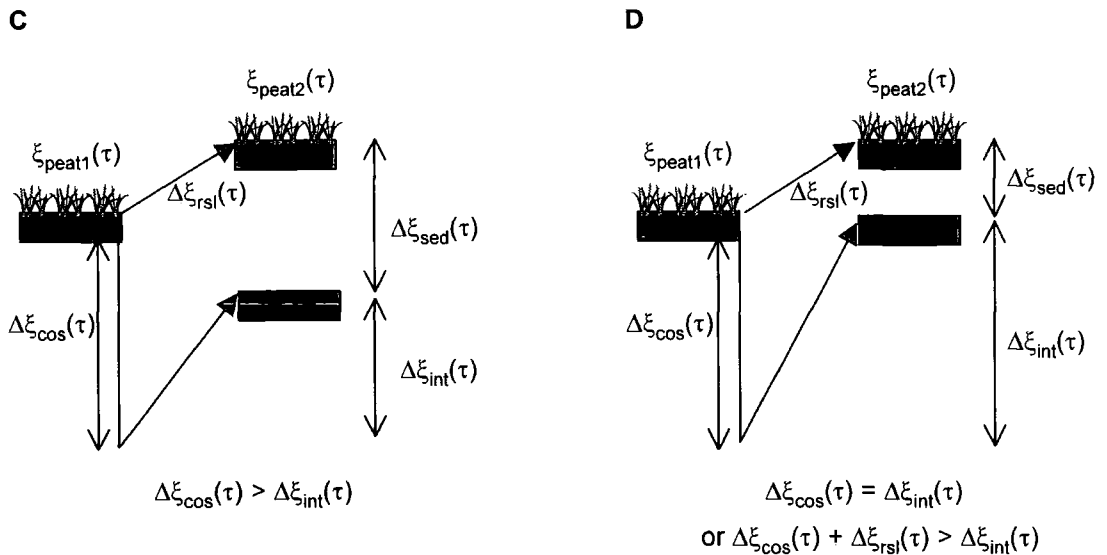 C
D
ξpeat2(τ)
ξpeat1(τ)
Δξrsl(τ)
Δξsed(τ)
Δξcos(τ)
Δξint(τ)
Δξcos(τ) > Δξint(τ)
ξpeat2(τ)
ξpeat1(τ)
Δξrsl(τ)
Δξsed(τ)
Δξcos(τ)
Δξint(τ)
Δξcos(τ) = Δξint(τ)
or Δξcos(τ) + Δξrsl(τ) > Δξint(τ)